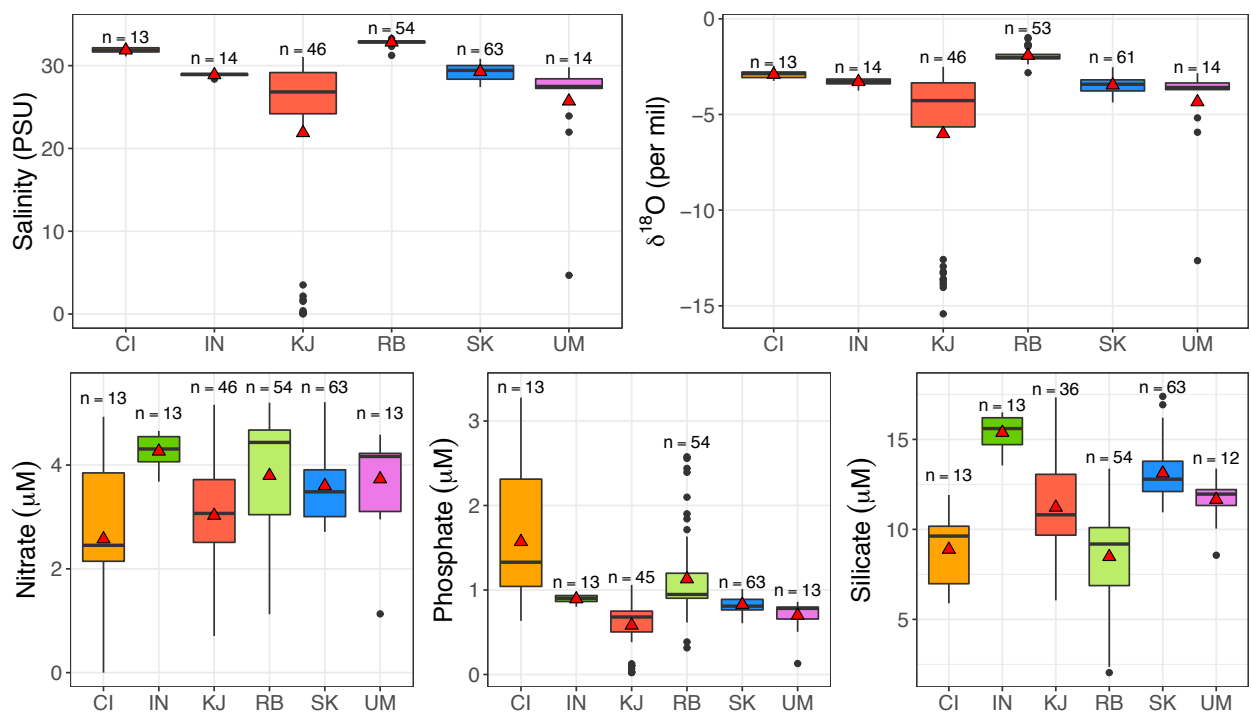 Salinity (PSU)
30
20
10
0
n = 13
n = 14
n = 46
n = 54
n = 63
n = 14
CI
IN
KJ
RB
SK
UM
δ¹⁸O (per mil)
0
−5
−10
−15
n = 13
n = 14
n = 46
n = 53
n = 61
n = 14
CI
IN
KJ
RB
SK
UM
Nitrate (μM)
4
2
0
n = 13
n = 13
n = 46
n = 54
n = 63
n = 13
CI
IN
KJ
RB
SK
UM
Phosphate (μM)
3
2
1
0
n = 13
n = 13
n = 45
n = 54
n = 63
n = 13
CI
IN
KJ
RB
SK
UM
Silicate (μM)
15
10
5
n = 13
n = 13
n = 36
n = 54
n = 63
n = 12
CI
IN
KJ
RB
SK
UM